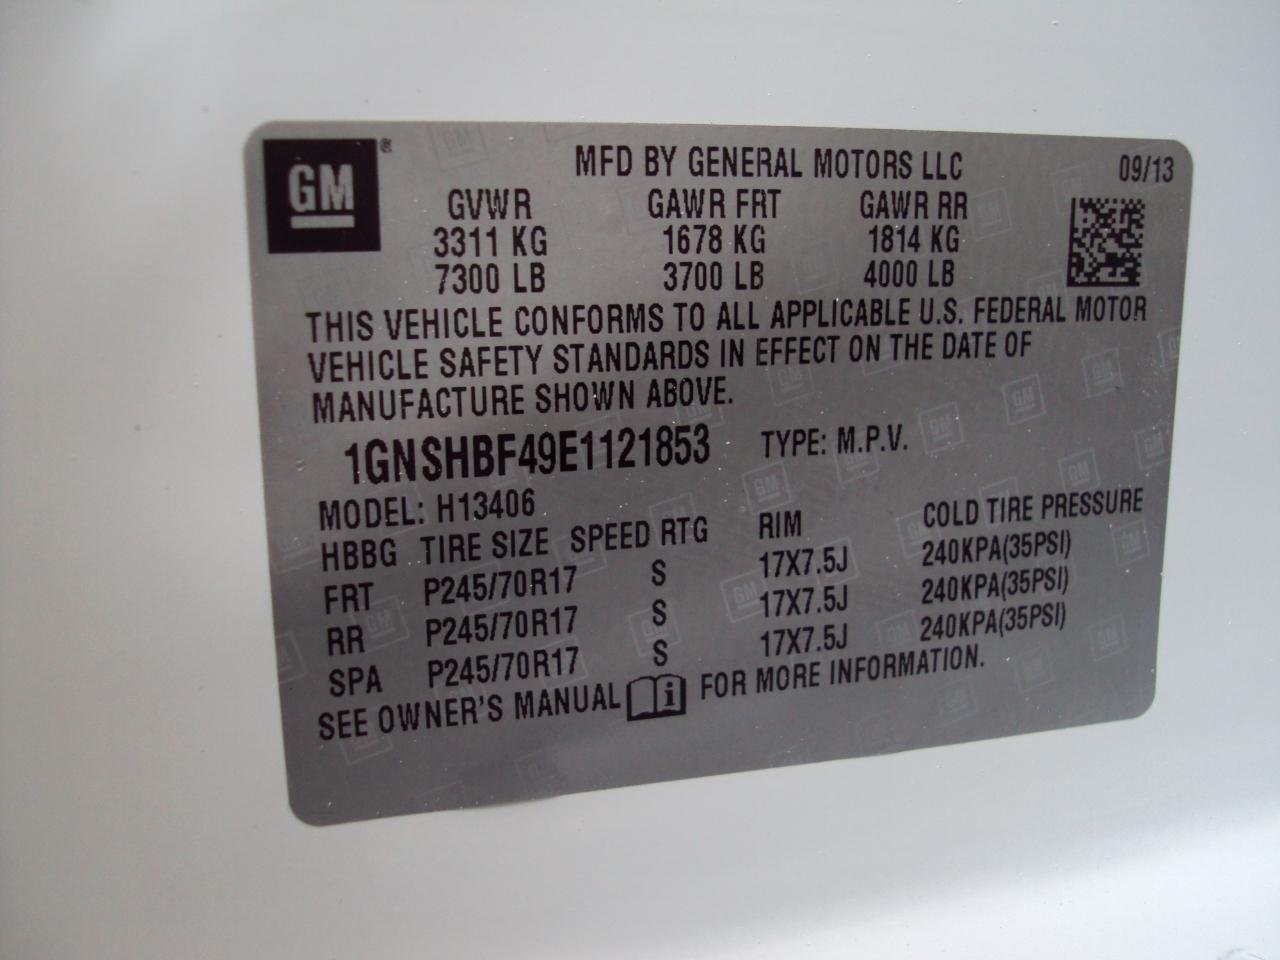 GM ®
MFD BY GENERAL MOTORS LLC 09/13
GVWR GAWR FRT GAWR RR
3311 KG 1678 KG 1814 KG
7300 LB 3700 LB 4000 LB
THIS VEHICLE CONFORMS TO ALL APPLICABLE U.S. FEDERAL MOTOR
VEHICLE SAFETY STANDARDS IN EFFECT ON THE DATE OF
MANUFACTURE SHOWN ABOVE.
1GNSHBF49E1121853 TYPE: M.P.V.
MODEL: H13406
HBBG TIRE SIZE SPEED RTG RIM COLD TIRE PRESSURE
FRT P245/70R17 S 17X7.5J 240KPA(35PSI)
RR P245/70R17 S 17X7.5J 240KPA(35PSI)
SPA P245/70R17 S 17X7.5J 240KPA(35PSI)
SEE OWNER'S MANUAL i FOR MORE INFORMATION.